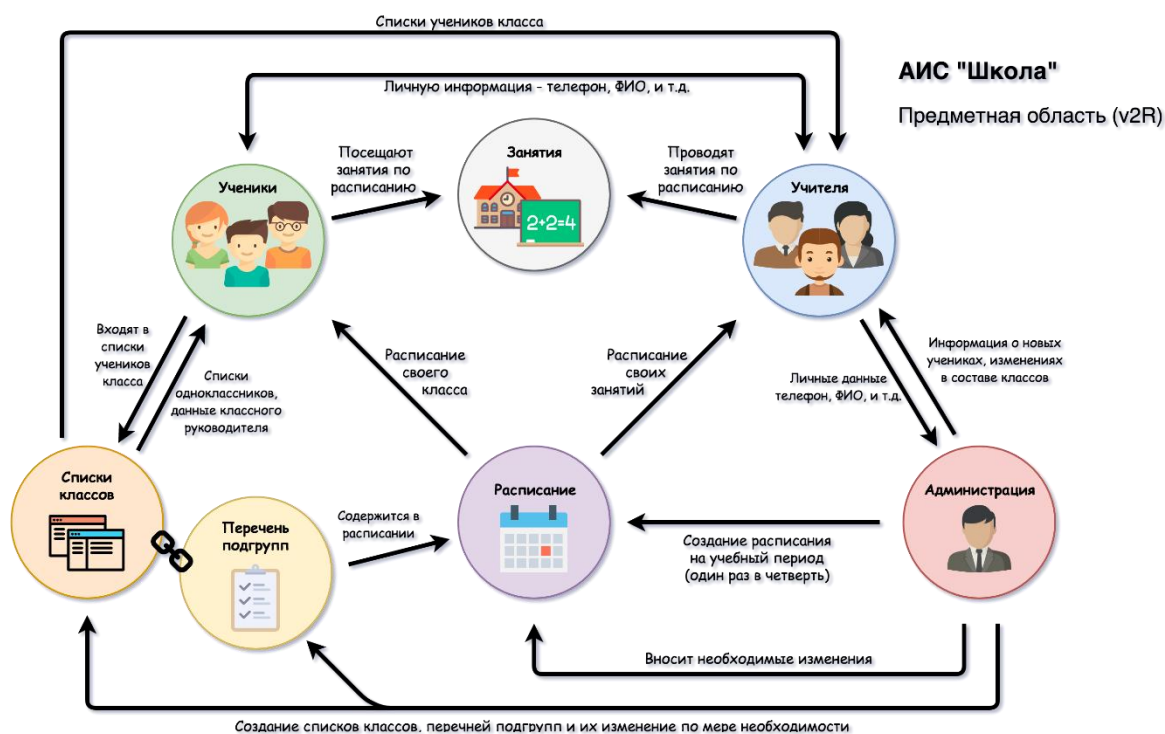 Списки учеников класса
АИС "Школа"
Предметная область (v2R)
Личную информация - телефон, ФИО, и т.д.
Ученики
Посещают
занятия по
расписанию
Занятия
2+2=4
Проводят
занятия по
расписанию
Учителя
Входят в
списки
учеников
класса
Списки
одноклассников,
данные классного
руководителя
Расписание
своего
класса
Расписание
своих
занятий
Личные данные
телефон, ФИО, и т.д.
Информация о новых
учениках, изменениях
в составе классов
Списки
классов
Перечень
подгрупп
Содержится в
расписании
Расписание
Создание расписания
на учебный период
(один раз в четверть)
Администрация
Вносит необходимые изменения
Создание списков классов, перечней подгрупп и их изменение по мере необходимости